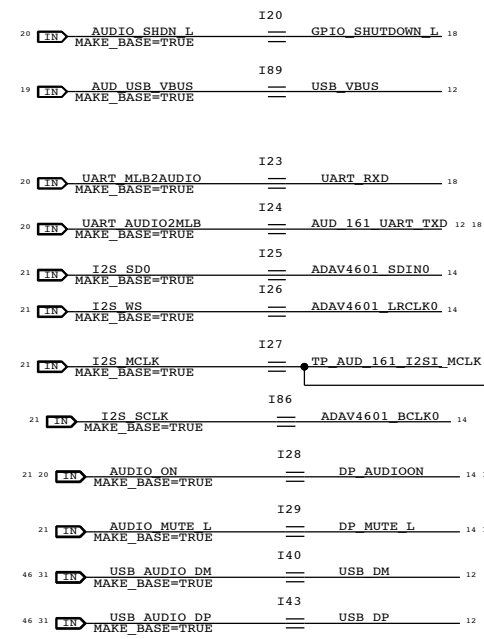 I20
20 IN AUDIO_SHDN_L GPIO_SHUTDOWN_L 18
MAKE_BASE=TRUE
I89
19 IN AUD_USB_VBUS USB_VBUS 12
MAKE_BASE=TRUE
I23
20 IN UART_MLB2AUDIO UART_RXD 18
MAKE_BASE=TRUE
I24
20 IN UART_AUDIO2MLB AUD_161_UART_TXD 12 18
MAKE_BASE=TRUE
I25
21 IN I2S_SD0 ADAV4601_SDIN0 14
MAKE_BASE=TRUE
I26
21 IN I2S_WS ADAV4601_LRCLK0 14
MAKE_BASE=TRUE
I27
21 IN I2S_MCLK TP_AUD_161_I2SI_MCLK
MAKE_BASE=TRUE
I86
21 IN I2S_SCLK ADAV4601_BCLK0 14
MAKE_BASE=TRUE
I28
21 20 IN AUDIO_ON DP_AUDIOON 14
MAKE_BASE=TRUE
I29
21 IN AUDIO_MUTE_L DP_MUTE_L 14
MAKE_BASE=TRUE
I40
46 31 IN USB_AUDIO_DM USB_DM 12
MAKE_BASE=TRUE
I43
46 31 IN USB_AUDIO_DP USB_DP 12
MAKE_BASE=TRUE